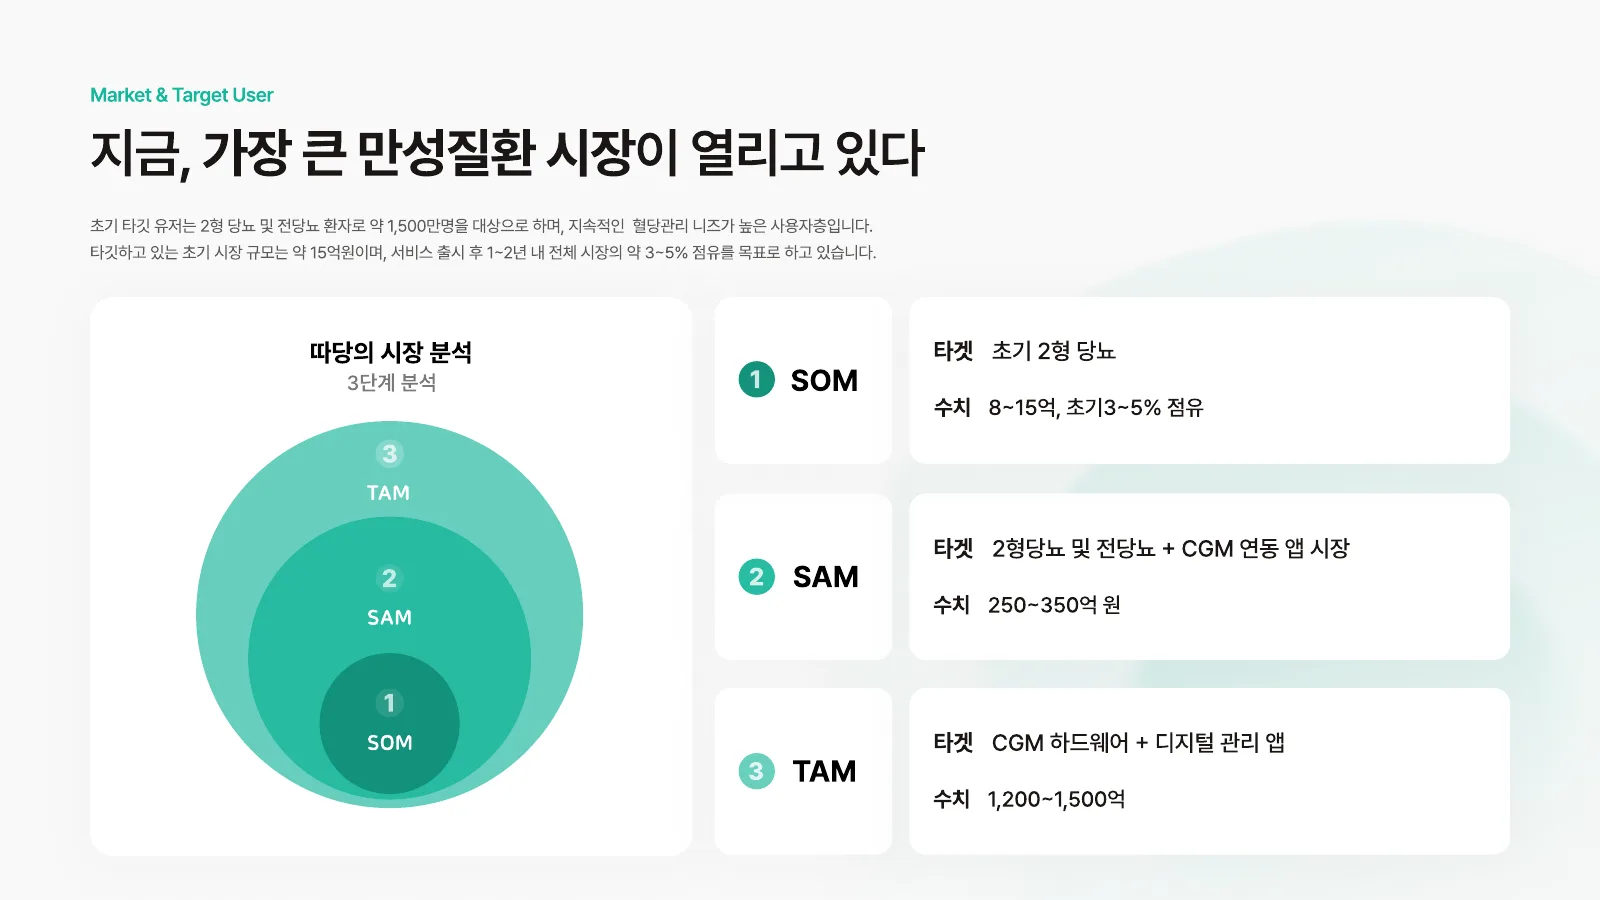 Market & Target User
지금, 가장 큰 만성질환 시장이 열리고 있다
초기 타깃 유저는 2형 당뇨 및 전당뇨 환자로 약 1,500만명을 대상으로 하며, 지속적인 혈당관리 니즈가 높은 사용자층입니다.
타깃하고 있는 초기 시장 규모는 약 15억원이며, 서비스 출시 후 1~2년 내 전체 시장의 약 3~5% 점유를 목표로 하고 있습니다.
따당의 시장 분석
3단계 분석
3
TAM
2
SAM
1
SOM
1 SOM
타겟 초기 2형 당뇨
수치 8~15억, 초기3~5% 점유
2 SAM
타겟 2형당뇨 및 전당뇨 + CGM 연동 앱 시장
수치 250~350억 원
3 TAM
타겟 CGM 하드웨어 + 디지털 관리 앱
수치 1,200~1,500억